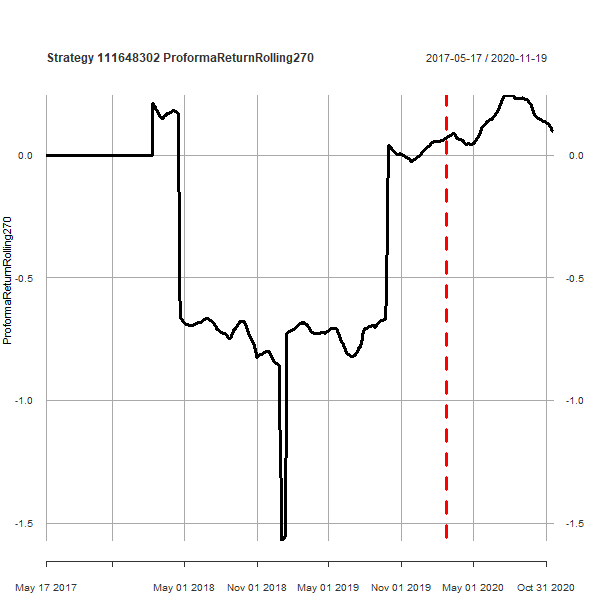 Strategy 111648302 ProformaReturnRolling270
2017-05-17 / 2020-11-19
ProformaReturnRolling270
0.0 0.0
-0.5 -0.5
-1.0 -1.0
-1.5 -1.5
May 17 2017 May 01 2018 Nov 01 2018 May 01 2019 Nov 01 2019 May 01 2020 Oct 31 2020